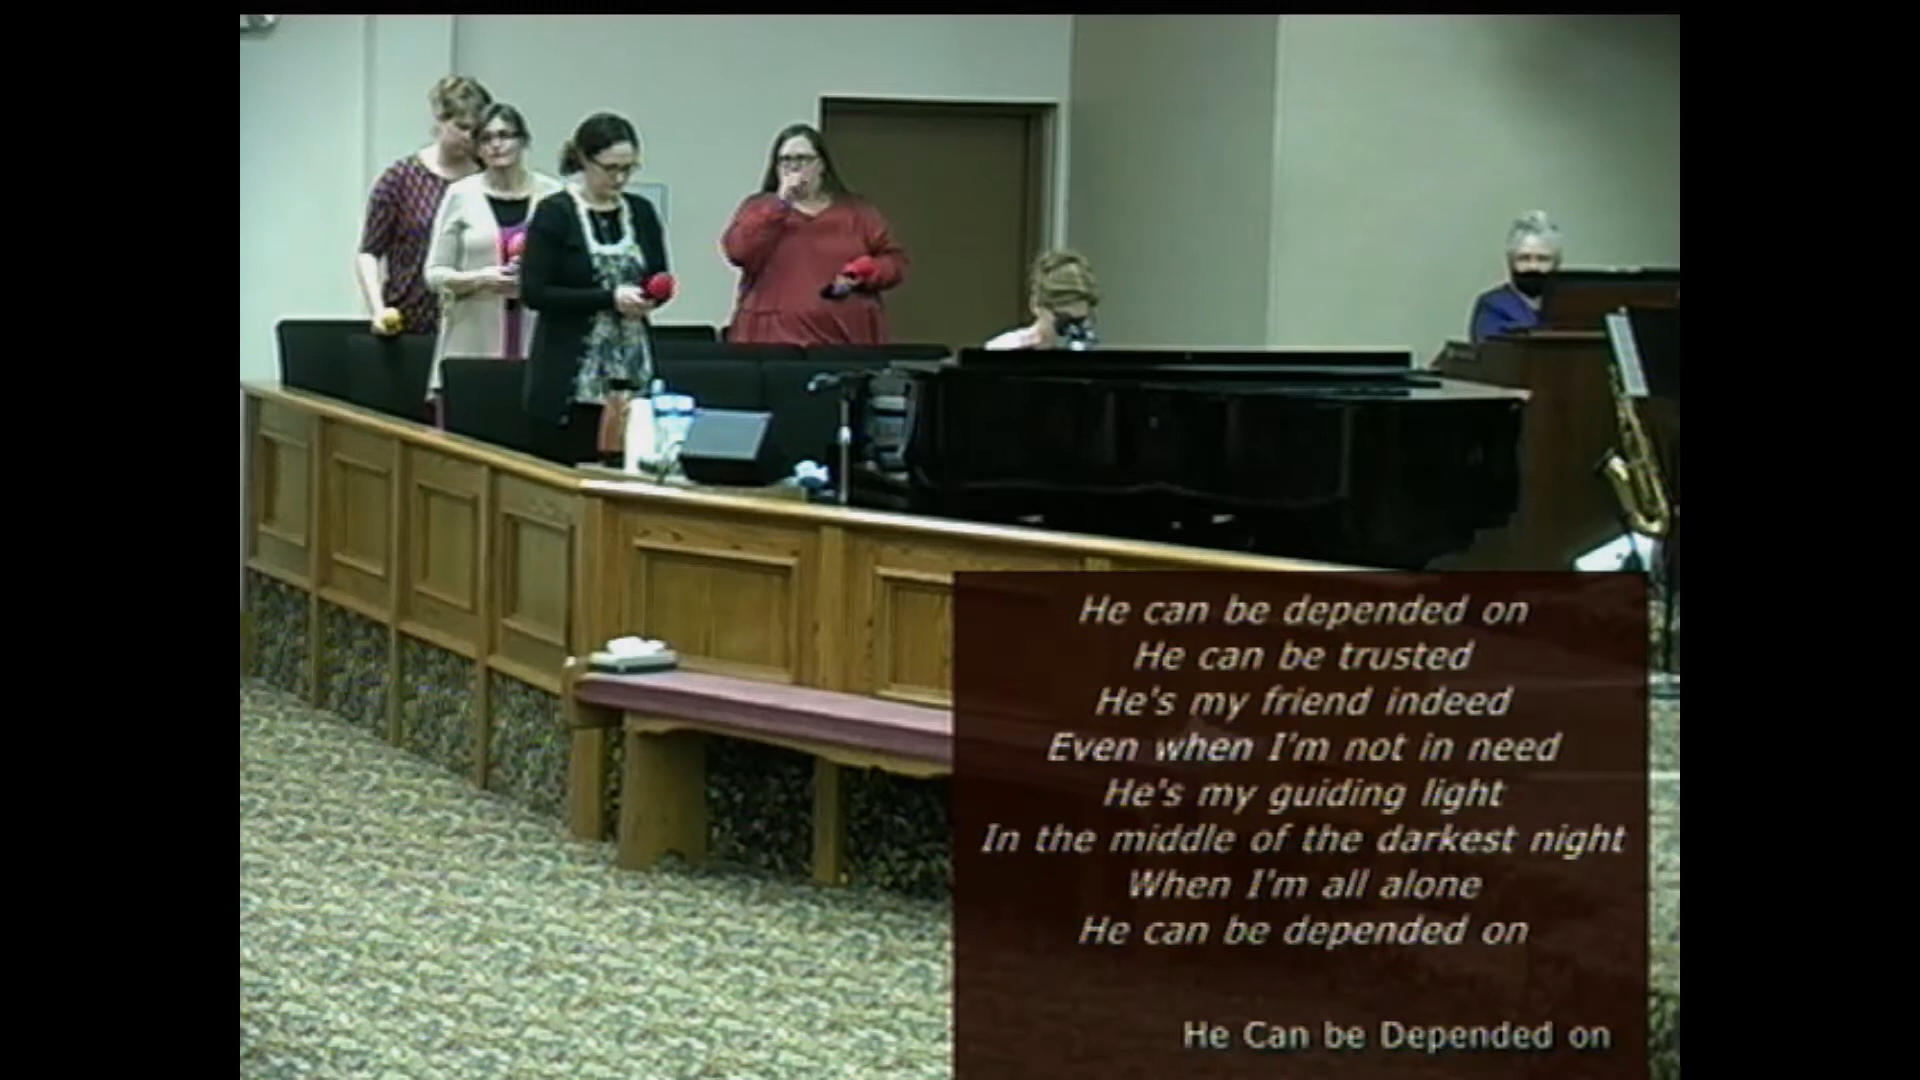 He can be depended on
He can be trusted
He's my friend indeed
Even when I'm not in need
He's my guiding light
In the middle of the darkest night
When I'm all alone
He can be depended on
He Can be Depended on